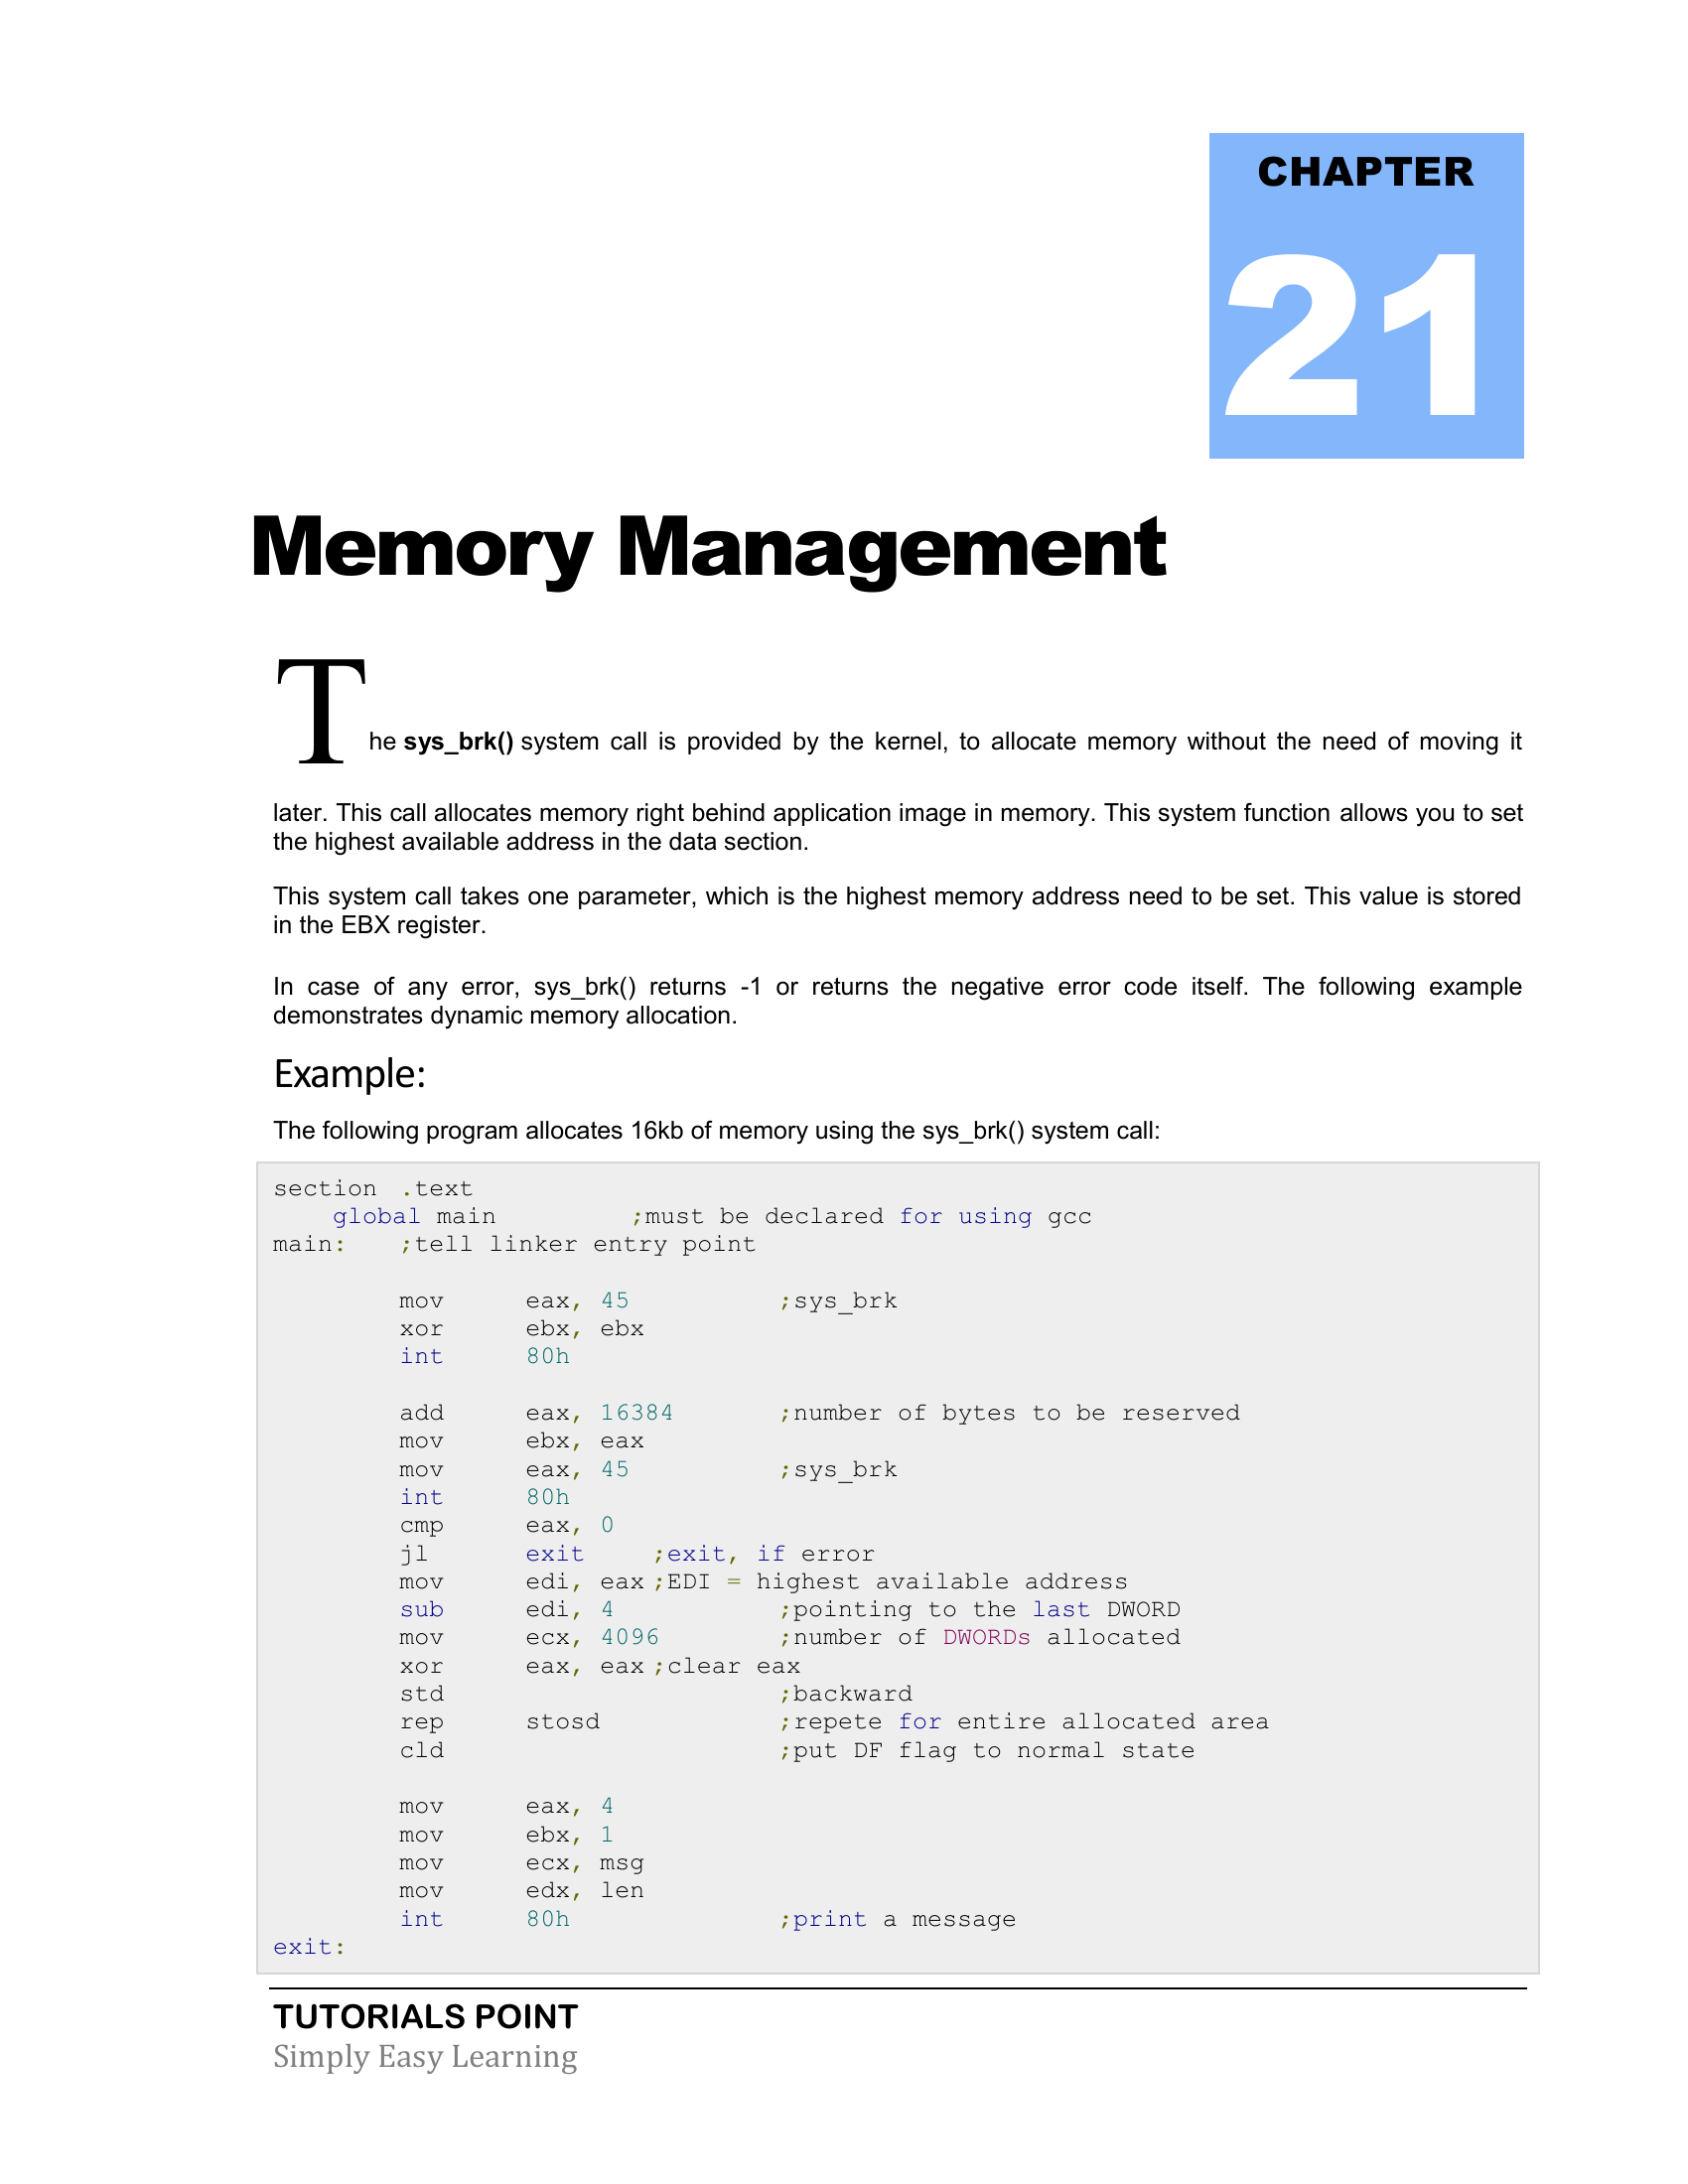 CHAPTER
21
Memory Management
The sys_brk() system call is provided by the kernel, to allocate memory without the need of moving it
later. This call allocates memory right behind application image in memory. This system function allows you to set
the highest available address in the data section.
This system call takes one parameter, which is the highest memory address need to be set. This value is stored
in the EBX register.
In case of any error, sys_brk() returns -1 or returns the negative error code itself. The following example
demonstrates dynamic memory allocation.
Example:
The following program allocates 16kb of memory using the sys_brk() system call:
section .text
    global main         ;must be declared for using gcc
main:   ;tell linker entry point
        mov     eax, 45          ;sys_brk
        xor     ebx, ebx
        int     80h
        add     eax, 16384       ;number of bytes to be reserved
        mov     ebx, eax
        mov     eax, 45          ;sys_brk
        int     80h
        cmp     eax, 0
        jl      exit    ;exit, if error
        mov     edi, eax ;EDI = highest available address
        sub     edi, 4           ;pointing to the last DWORD
        mov     ecx, 4096        ;number of DWORDs allocated
        xor     eax, eax ;clear eax
        std                      ;backward
        rep     stosd            ;repete for entire allocated area
        cld                      ;put DF flag to normal state
        mov     eax, 4
        mov     ebx, 1
        mov     ecx, msg
        mov     edx, len
        int     80h              ;print a message
exit:
TUTORIALS POINT
Simply Easy Learning